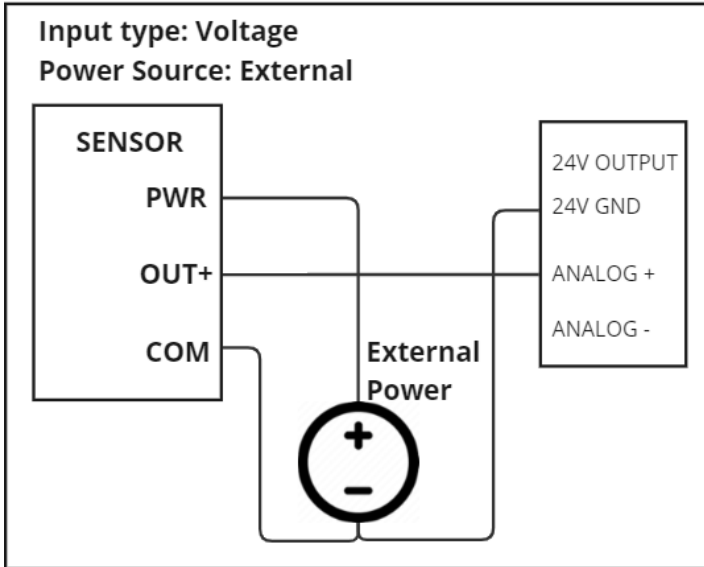 Input type: Voltage
Power Source: External
SENSOR
PWR
OUT+
COM
External
Power
+
−
24V OUTPUT
24V GND
ANALOG +
ANALOG -